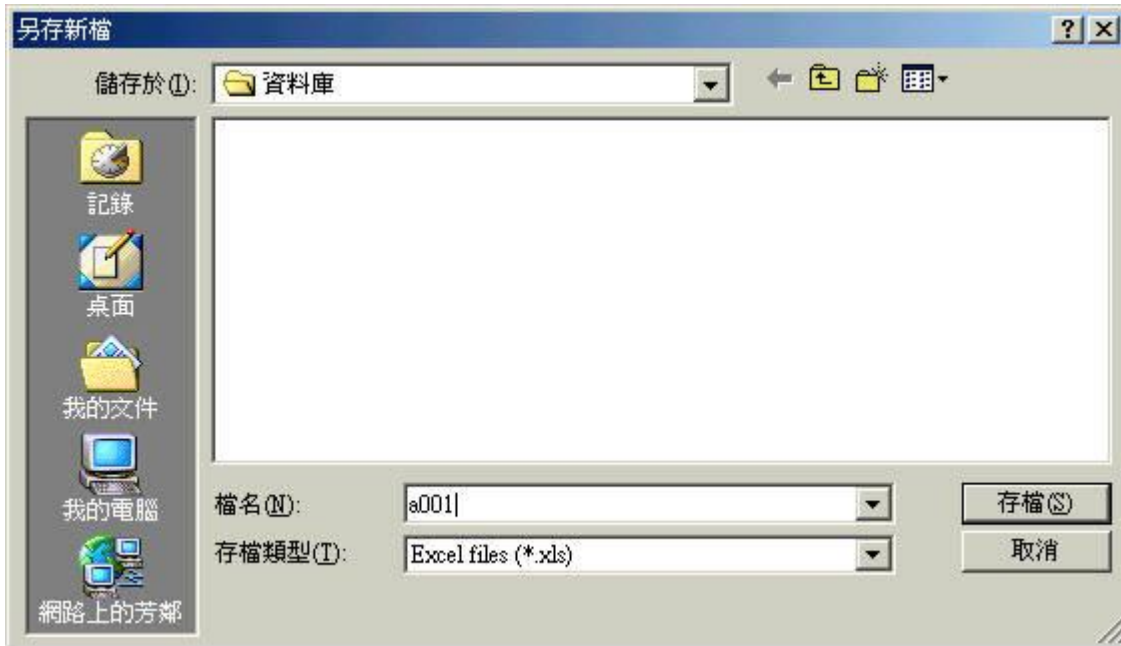 另存新檔
儲存於(I): 資料庫
記錄
桌面
我的文件
我的電腦
網路上的芳鄰
檔名(N): a001 存檔(S)
存檔類型(T): Excel files (*.xls) 取消